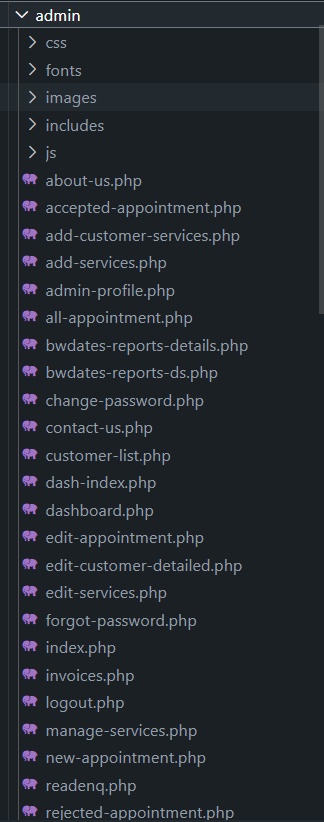 admin
css
fonts
images
includes
js
about-us.php
accepted-appointment.php
add-customer-services.php
add-services.php
admin-profile.php
all-appointment.php
bwdates-reports-details.php
bwdates-reports-ds.php
change-password.php
contact-us.php
customer-list.php
dash-index.php
dashboard.php
edit-appointment.php
edit-customer-detailed.php
edit-services.php
forgot-password.php
index.php
invoices.php
logout.php
manage-services.php
new-appointment.php
readenq.php
rejected-appointment.php